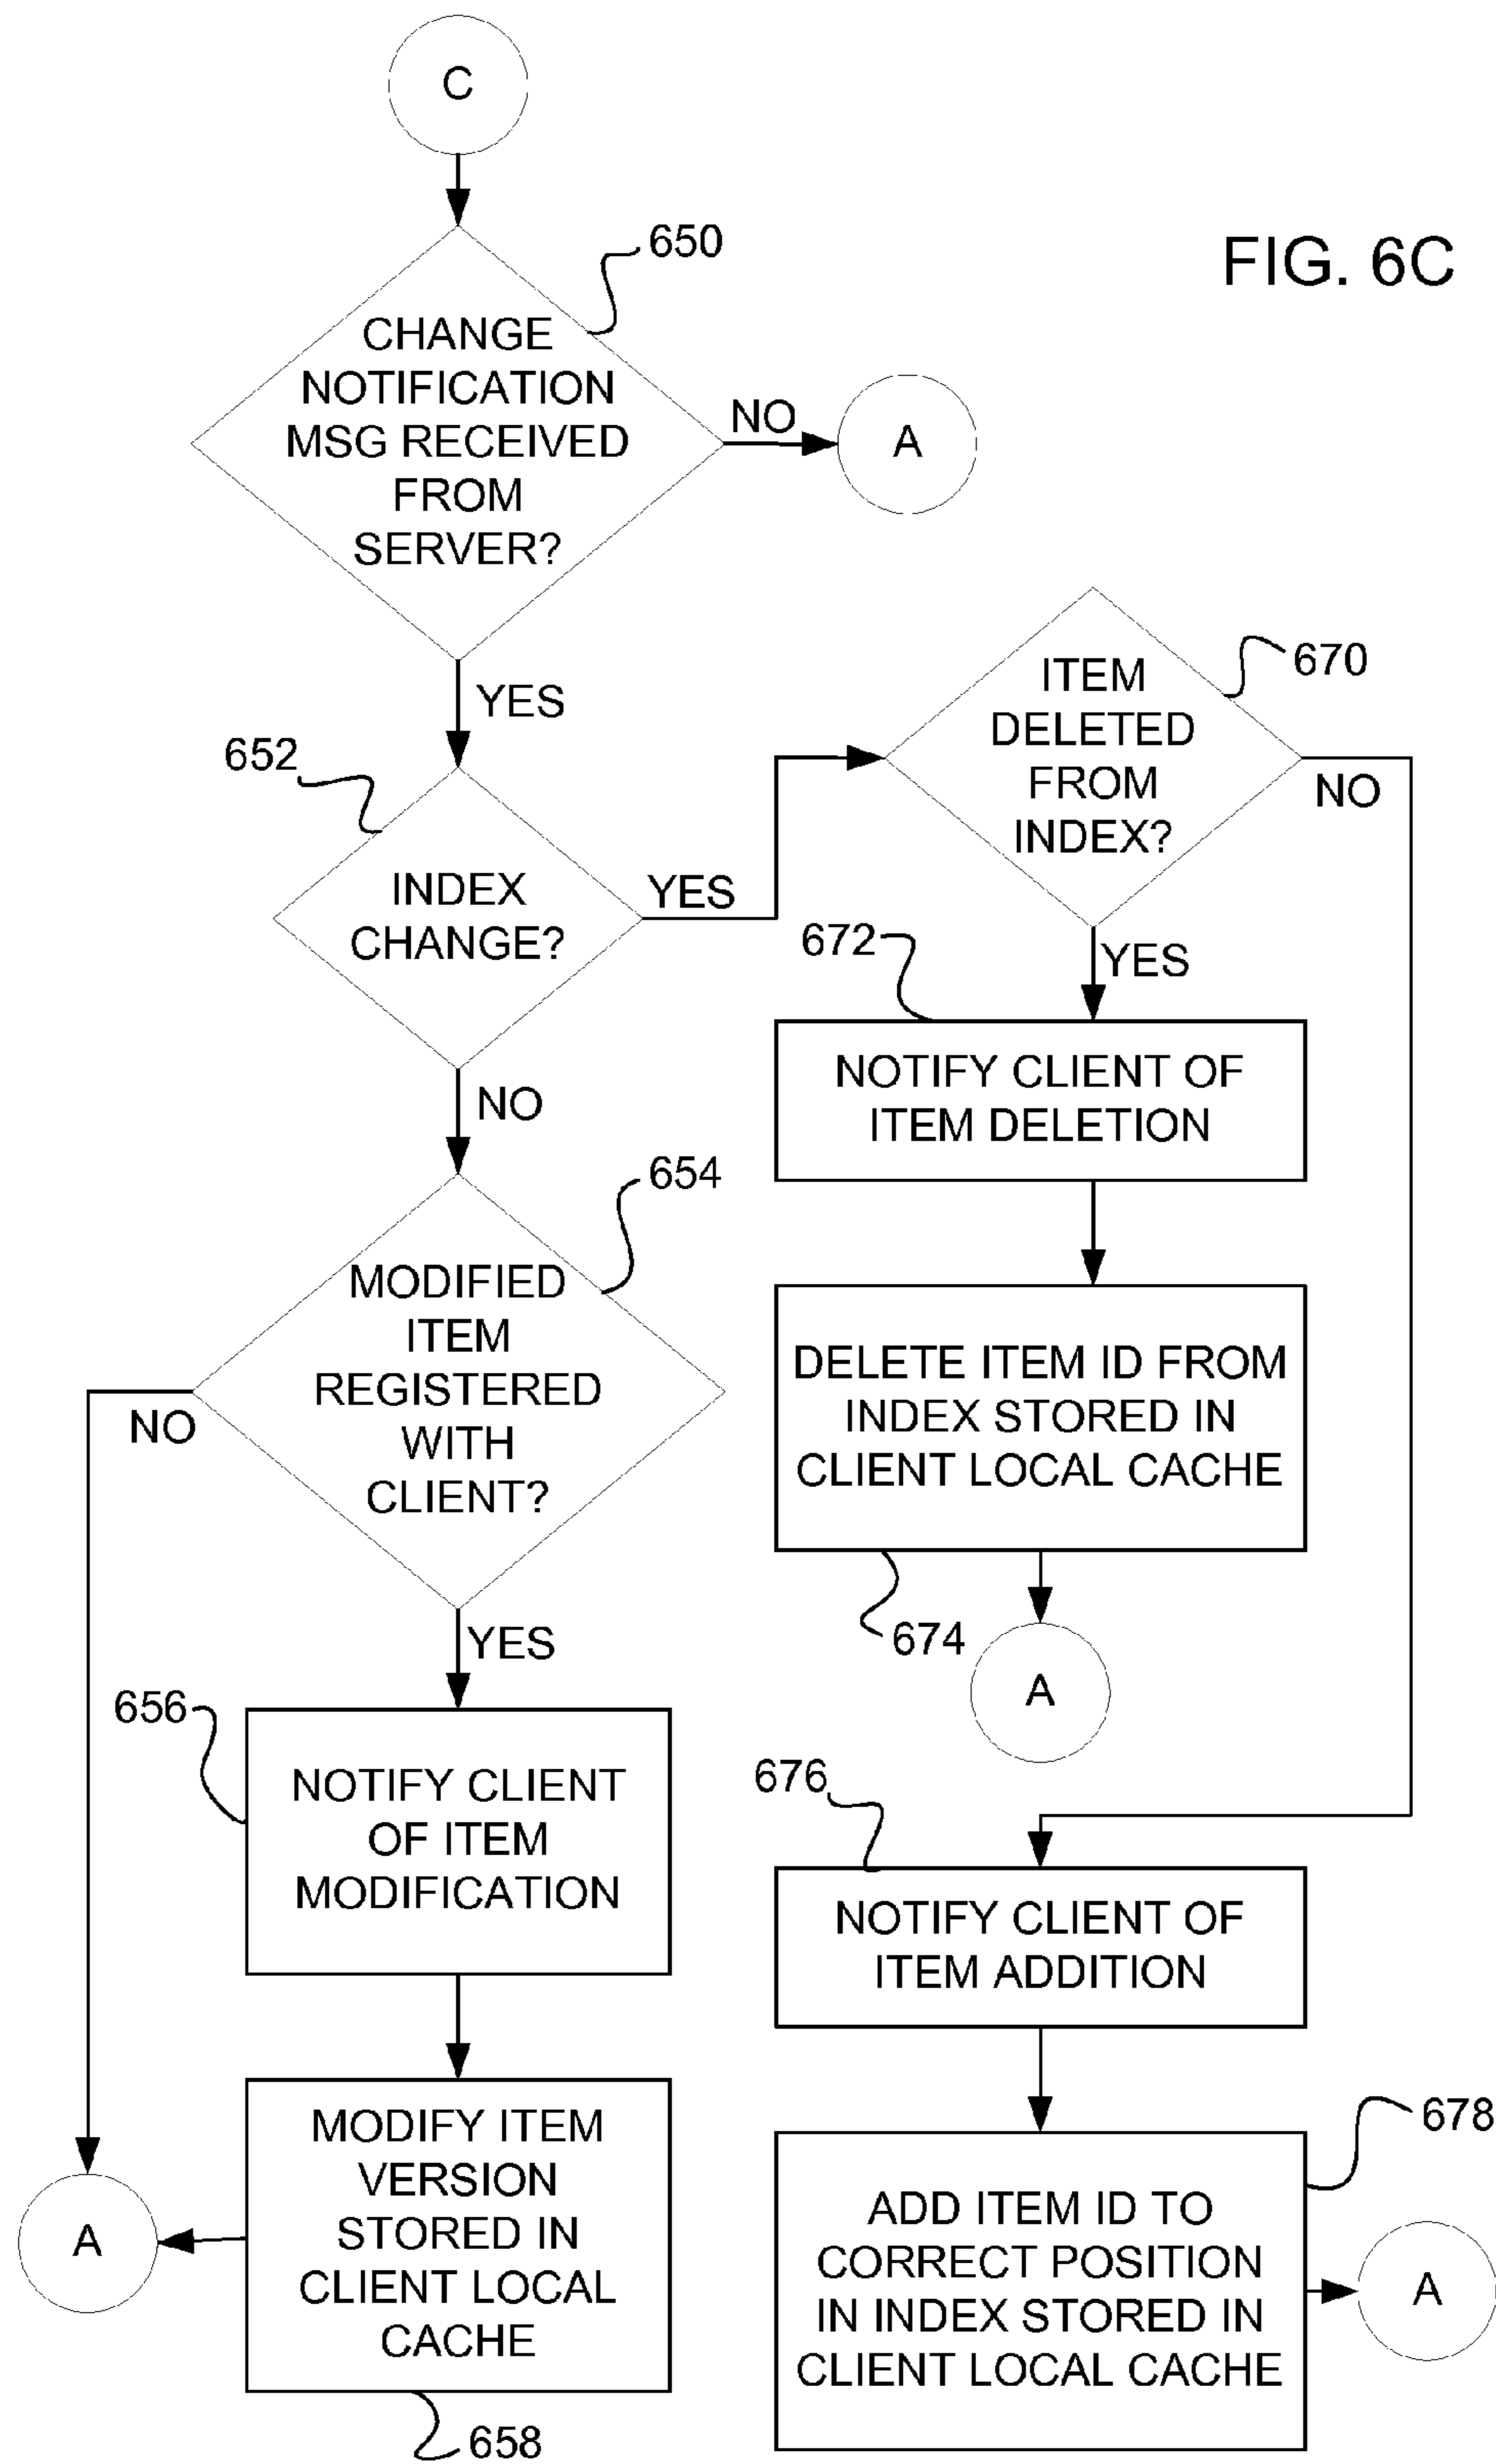 C
650
FIG. 6C
CHANGE
NOTIFICATION
MSG RECEIVED
FROM
SERVER?
NO
A
YES
652
INDEX
CHANGE?
YES
670
ITEM
DELETED
FROM
INDEX?
NO
YES
672
NOTIFY CLIENT OF
ITEM DELETION
DELETE ITEM ID FROM
INDEX STORED IN
CLIENT LOCAL CACHE
674
A
NO
654
MODIFIED
ITEM
REGISTERED
WITH
CLIENT?
NO
YES
656
NOTIFY CLIENT
OF ITEM
MODIFICATION
MODIFY ITEM
VERSION
STORED IN
CLIENT LOCAL
CACHE
658
A
676
NOTIFY CLIENT OF
ITEM ADDITION
678
ADD ITEM ID TO
CORRECT POSITION
IN INDEX STORED IN
CLIENT LOCAL CACHE
A